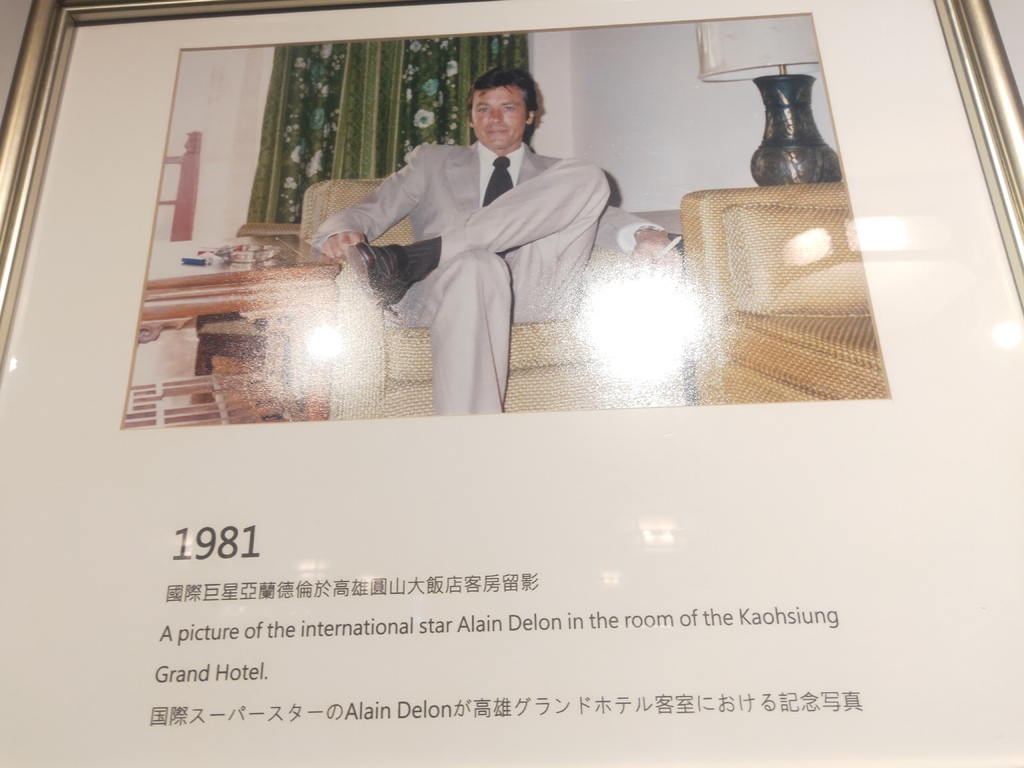 1981
國際巨星亞蘭德倫於高雄圓山大飯店客房留影
A picture of the international star Alain Delon in the room of the Kaohsiung
Grand Hotel.
国際スーパースターのAlain Delonが高雄グランドホテル客室における記念写真